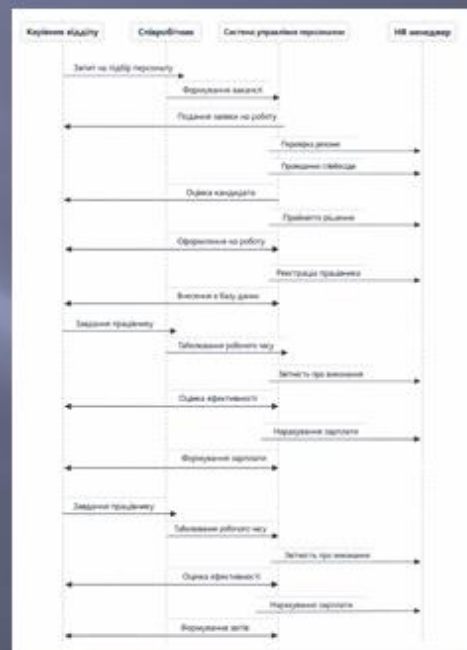 Керівник відділу
Співробітник
Система управління персоналом
HR менеджер
Запит на підбір персоналу
Формування вакансії
Подання заявки на роботу
Перевірка резюме
Проведення співбесіди
Оцінка кандидата
Прийняття рішення
Оформлення на роботу
Реєстрація працівника
Внесення в базу даних
Завдання працівнику
Табелювання робочого часу
Звітність про виконання
Оцінка ефективності
Нарахування зарплати
Формування зарплати
Завдання працівнику
Табелювання робочого часу
Звітність про виконання
Оцінка ефективності
Нарахування зарплати
Формування звітів